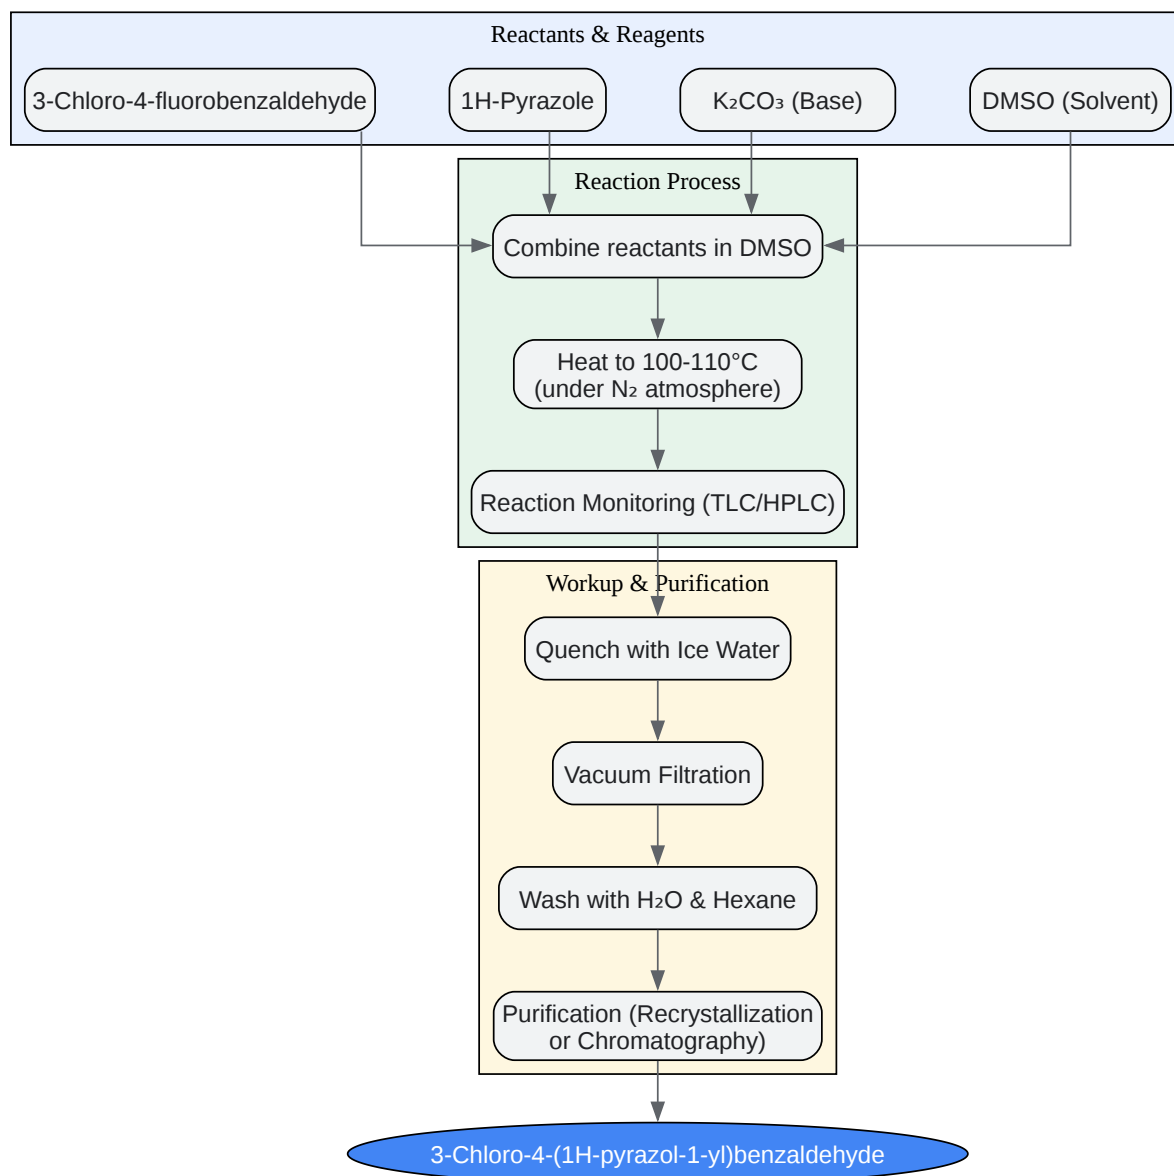 Reactants & Reagents
3-Chloro-4-fluorobenzaldehyde
1H-Pyrazole
K₂CO₃ (Base)
DMSO (Solvent)
Reaction Process
Combine reactants in DMSO
Heat to 100-110°C
(under N₂ atmosphere)
Reaction Monitoring (TLC/HPLC)
Workup & Purification
Quench with Ice Water
Vacuum Filtration
Wash with H₂O & Hexane
Purification (Recrystallization
or Chromatography)
3-Chloro-4-(1H-pyrazol-1-yl)benzaldehyde